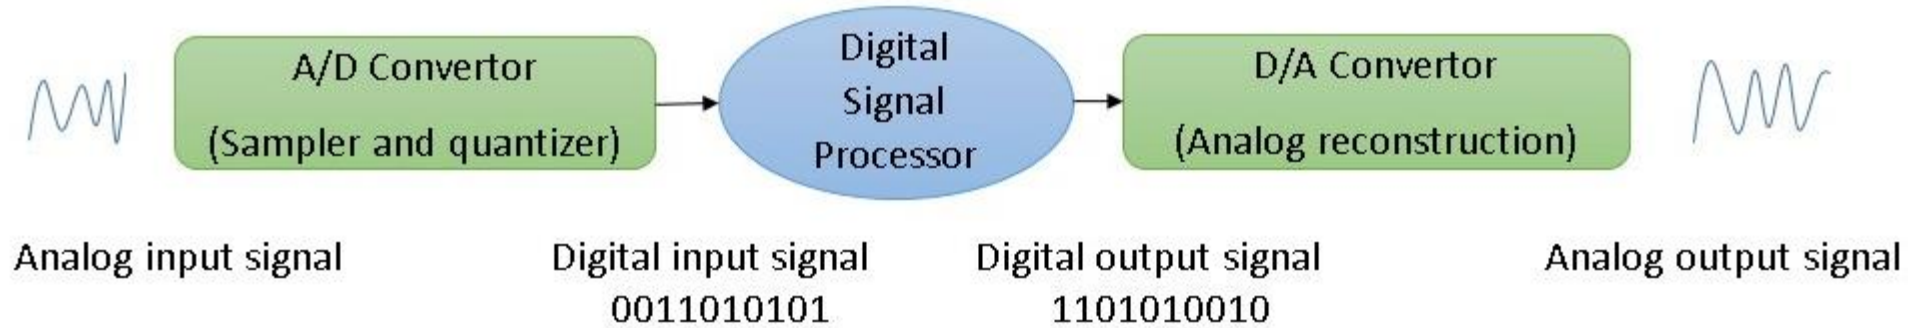 A/D Convertor
(Sampler and quantizer)
Digital
Signal
Processor
D/A Convertor
(Analog reconstruction)
Analog input signal
Digital input signal
0011010101
Digital output signal
1101010010
Analog output signal